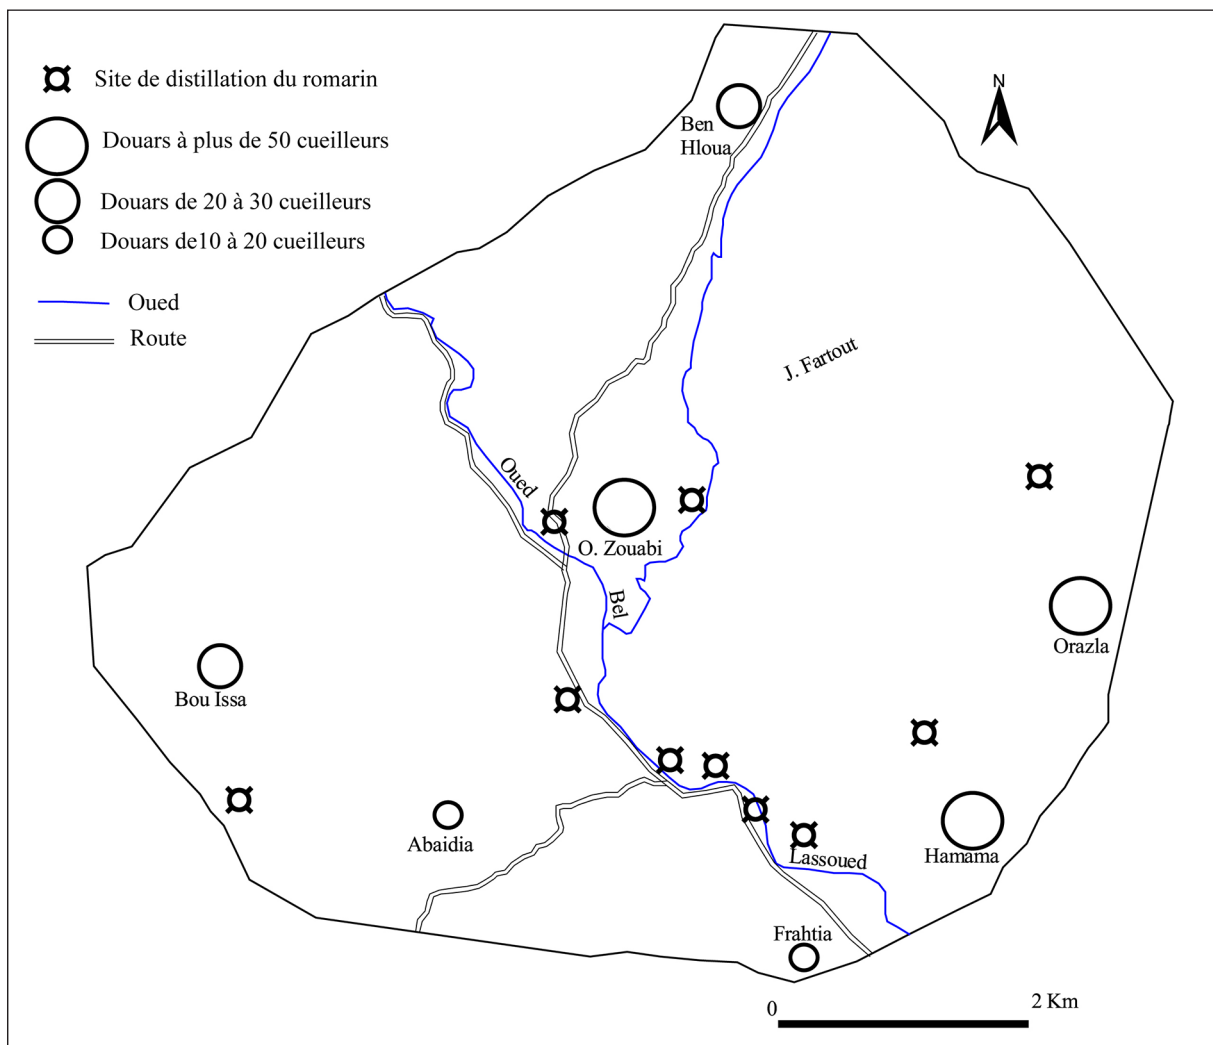 Site de distillation du romarin
Douars à plus de 50 cueilleurs
Douars de 20 à 30 cueilleurs
Douars de10 à 20 cueilleurs
Oued
Route
N
Ben
Hloua
J. Fartout
Oued
O. Zouabi
Bel
Orazla
Bou Issa
Abaidia
Lassoued
Hamama
Frahtia
0
2 Km